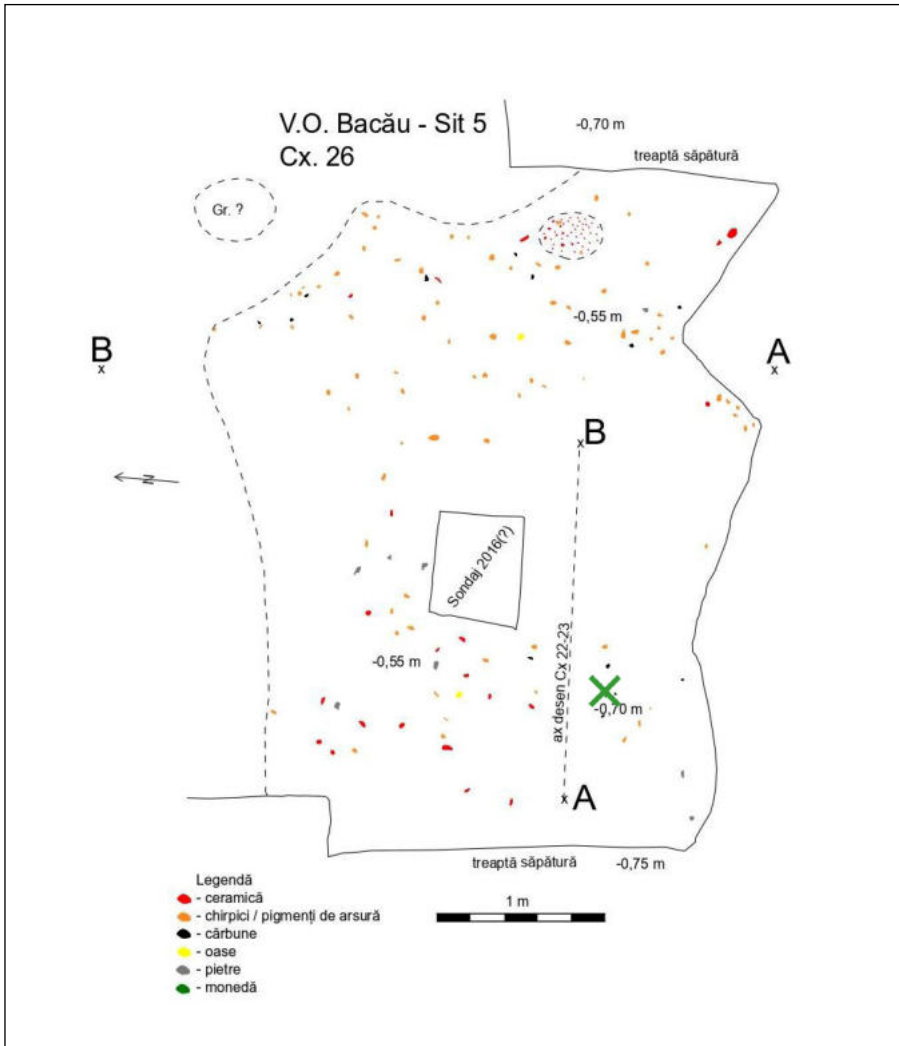 V.O. Bacău - Sit 5
Cx. 26
-0,70 m
treaptă săpătură
Gr. ?
-0,55 m
B
A
B
N
Sondaj 2016(?)
ax desen Cx 22-23
-0,55 m
-0,70 m
A
treaptă săpătură
-0,75 m
Legendă
- ceramică
- chirpici / pigmenți de arsură
- cărbune
- oase
- pietre
- monedă
1 m